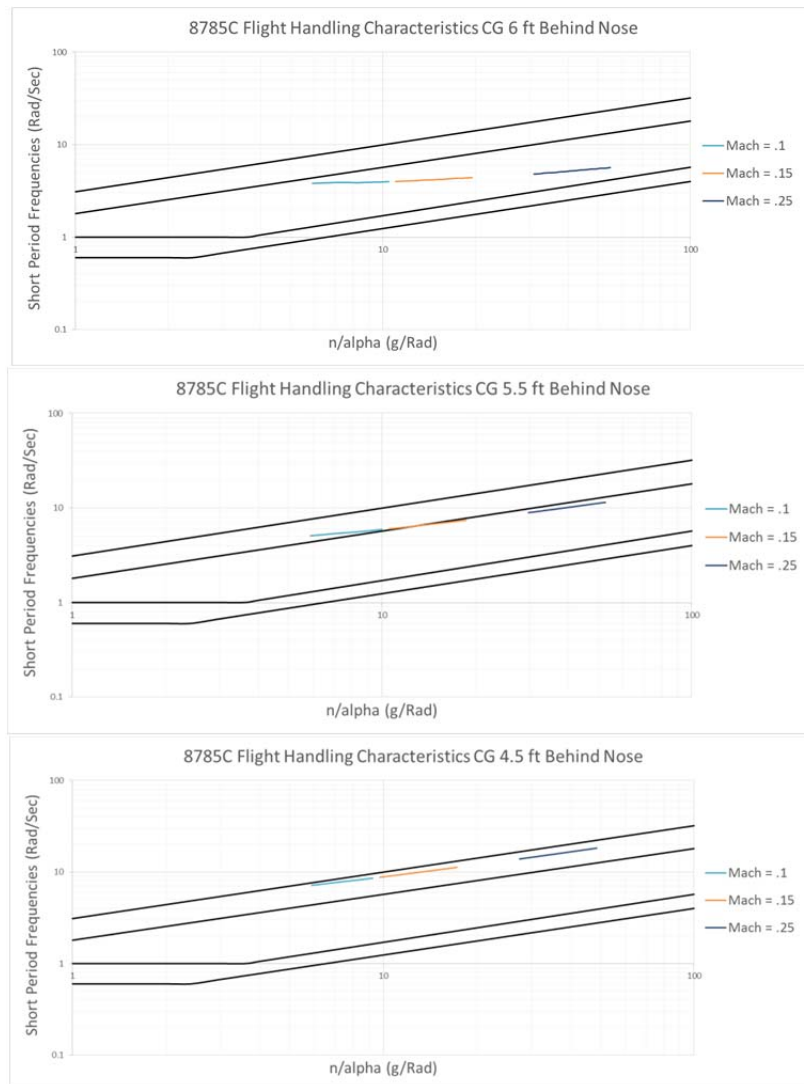 8785C Flight Handling Characteristics CG 6 ft Behind Nose
Short Period Frequencies (Rad/Sec)
100
10
1
0.1
1
10
100
n/alpha (g/Rad)
Mach = .1
Mach = .15
Mach = .25
8785C Flight Handling Characteristics CG 5.5 ft Behind Nose
Short Period Frequencies (Rad/Sec)
100
10
1
0.1
1
10
100
n/alpha (g/Rad)
Mach = .1
Mach = .15
Mach = .25
8785C Flight Handling Characteristics CG 4.5 ft Behind Nose
Short Period Frequencies (Rad/Sec)
100
10
1
0.1
1
10
100
n/alpha (g/Rad)
Mach = .1
Mach = .15
Mach = .25